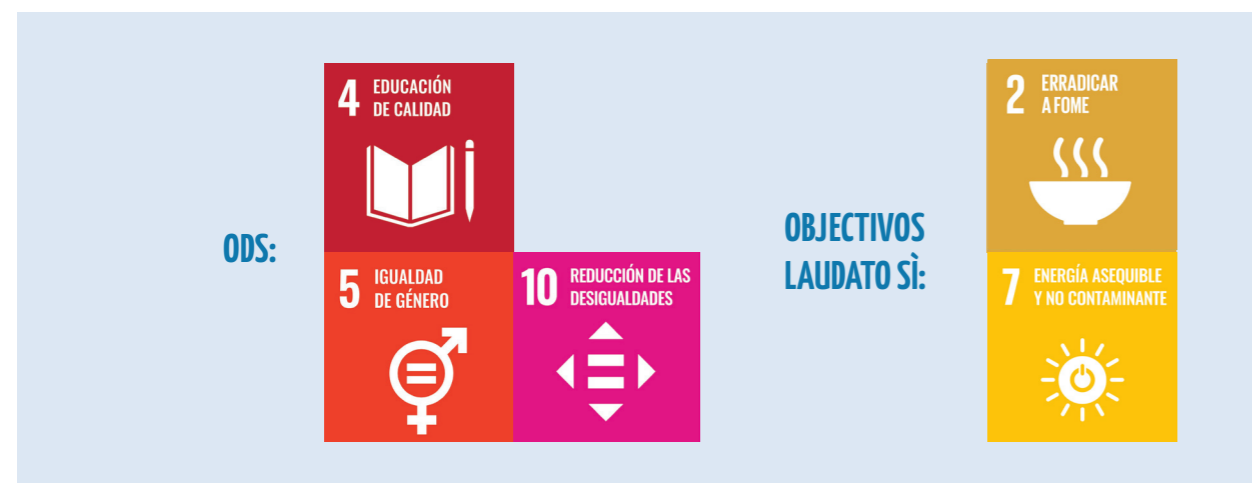 ODS:
4 EDUCACIÓN
DE CALIDAD
5 IGUALDAD
DE GÉNERO
10 REDUCCIÓN DE LAS
DESIGUALDADES
OBJECTIVOS
LAUDATO SÌ:
2 ERRADICAR
A FOME
7 ENERGÍA ASEQUIBLE
Y NO CONTAMINANTE